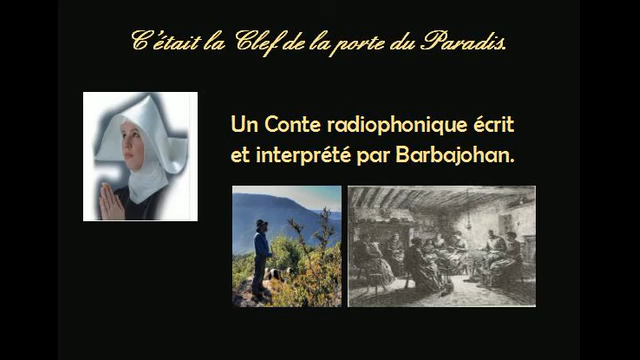 C'était la Clef de la porte du Paradis.
Un Conte radiophonique écrit
et interprété par Barbajohan.